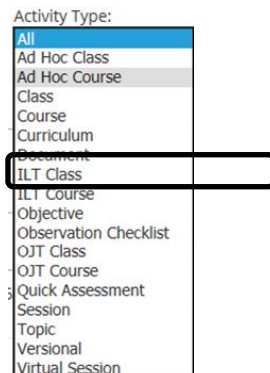 Activity Type:
All
Ad Hoc Class
Ad Hoc Course
Class
Course
Curriculum
Document
ILT Class
ILT Course
Objective
Observation Checklist
OJT Class
OJT Course
Quick Assessment
Session
Topic
Versional
Virtual Session